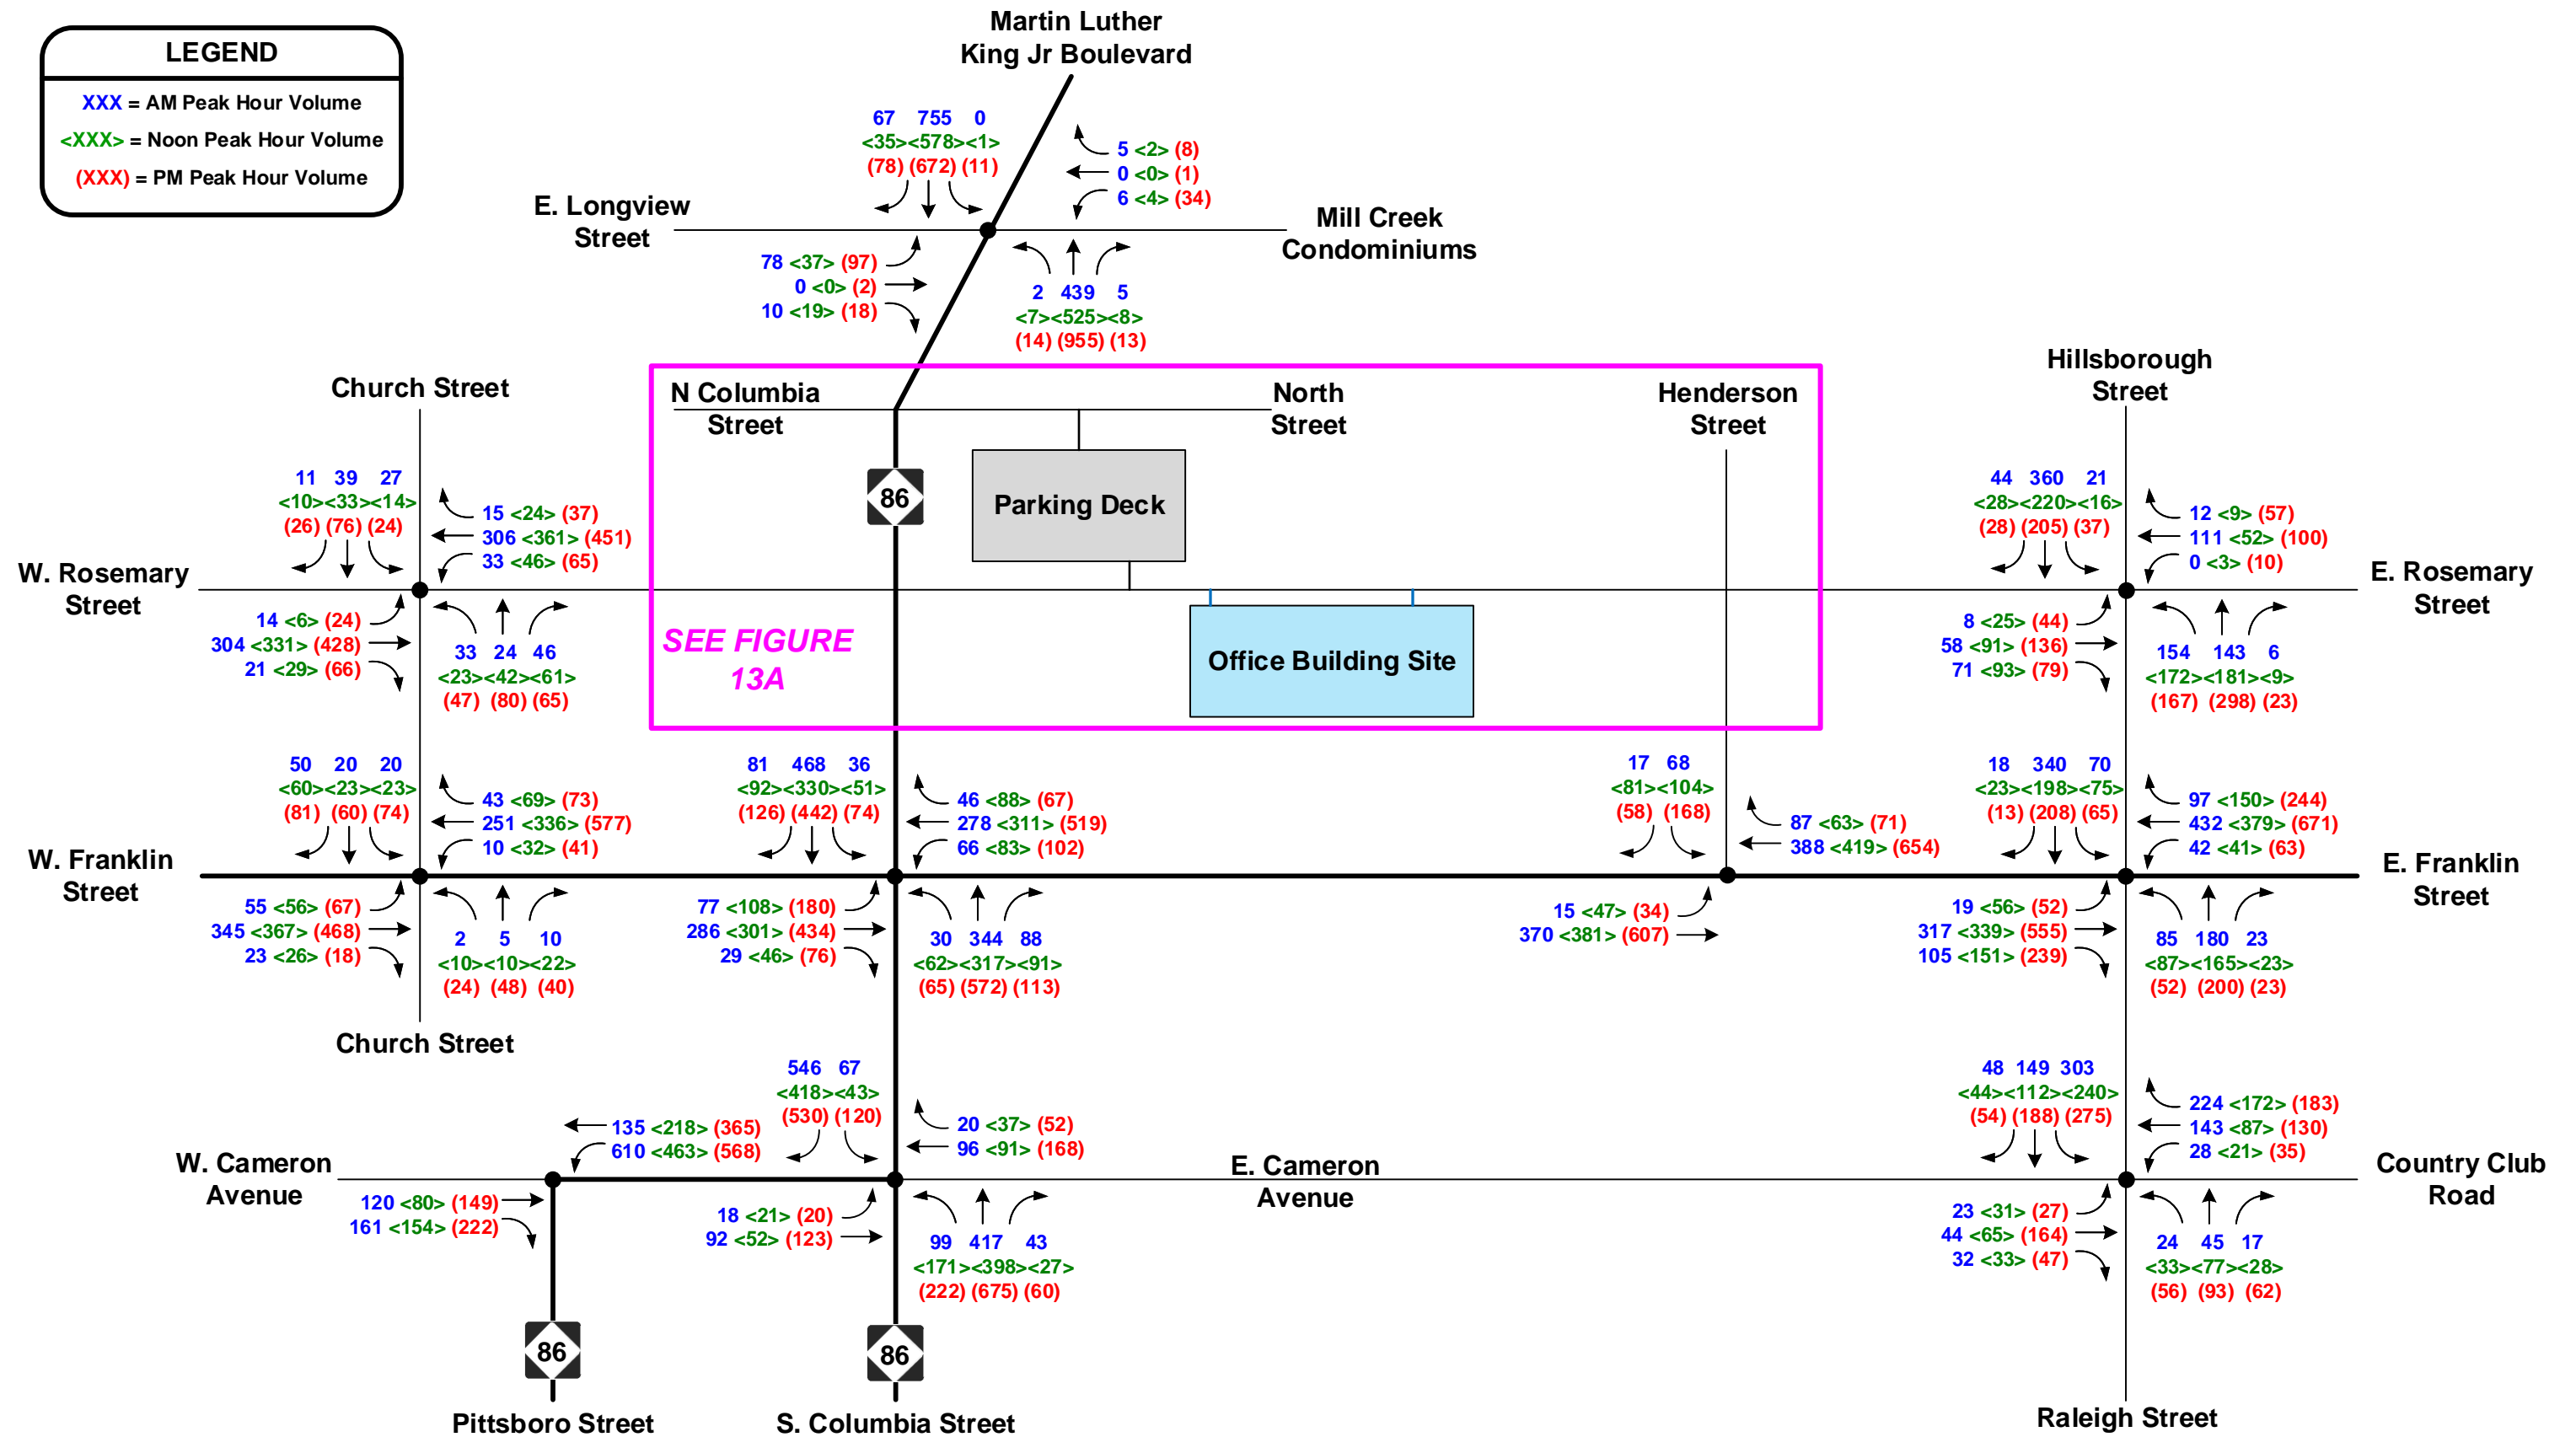 LEGEND
XXX = AM Peak Hour Volume
<XXX> = Noon Peak Hour Volume
(XXX) = PM Peak Hour Volume
Martin Luther
King Jr Boulevard
67 755 0
<35><578><1>
(78) (672) (11)
5 <2> (8)
0 <0> (1)
6 <4> (34)
E. Longview
Street
Mill Creek
Condominiums
78 <37> (97)
0 <0> (2)
10 <19> (18)
2 439 5
<7><525><8>
(14) (955) (13)
Church Street
N Columbia
Street
North
Street
Henderson
Street
Hillsborough
Street
86
Parking Deck
Office Building Site
SEE FIGURE
13A
11 39 27
<10><33><14>
(26) (76) (24)
15 <24> (37)
306 <361> (451)
33 <46> (65)
W. Rosemary
Street
14 <6> (24)
304 <331> (428)
21 <29> (66)
33 24 46
<23><42><61>
(47) (80) (65)
44 360 21
<28><220><16>
(28) (205) (37)
12 <9> (57)
111 <52> (100)
0 <3> (10)
E. Rosemary
Street
8 <25> (44)
58 <91> (136)
71 <93> (79)
154 143 6
<172><181><9>
(167) (298) (23)
50 20 20
<60><23><23>
(81) (60) (74)
43 <69> (73)
251 <336> (577)
10 <32> (41)
W. Franklin
Street
55 <56> (67)
345 <367> (468)
23 <26> (18)
2 5 10
<10><10><22>
(24) (48) (40)
Church Street
81 468 36
<92><330><51>
(126) (442) (74)
46 <88> (67)
278 <311> (519)
66 <83> (102)
77 <108> (180)
286 <301> (434)
29 <46> (76)
30 344 88
<62><317><91>
(65) (572) (113)
17 68
<81><104>
(58) (168)
87 <63> (71)
388 <419> (654)
15 <47> (34)
370 <381> (607)
18 340 70
<23><198><75>
(13) (208) (65)
97 <150> (244)
432 <379> (671)
42 <41> (63)
E. Franklin
Street
19 <56> (52)
317 <339> (555)
105 <151> (239)
85 180 23
<87><165><23>
(52) (200) (23)
135 <218> (365)
610 <463> (568)
W. Cameron
Avenue
120 <80> (149)
161 <154> (222)
546 67
<418><43>
(530) (120)
20 <37> (52)
96 <91> (168)
E. Cameron
Avenue
18 <21> (20)
92 <52> (123)
99 417 43
<171><398><27>
(222) (675) (60)
48 149 303
<44><112><240>
(54) (188) (275)
224 <172> (183)
143 <87> (130)
28 <21> (35)
Country Club
Road
23 <31> (27)
44 <65> (164)
32 <33> (47)
24 45 17
<33><77><28>
(56) (93) (62)
86
86
Pittsboro Street
S. Columbia Street
Raleigh Street